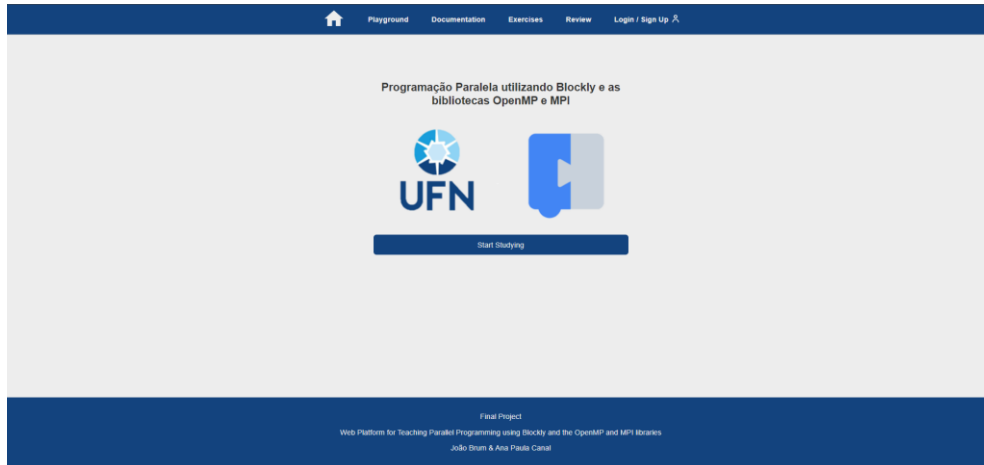 Playground Documentation Exercises Review Login / Sign Up
Programação Paralela utilizando Blockly e as
bibliotecas OpenMP e MPI
UFN
Start Studying
Final Project
Web Platform for Teaching Parallel Programming using Blockly and the OpenMP and MPI libraries
João Brum & Ana Paula Canal